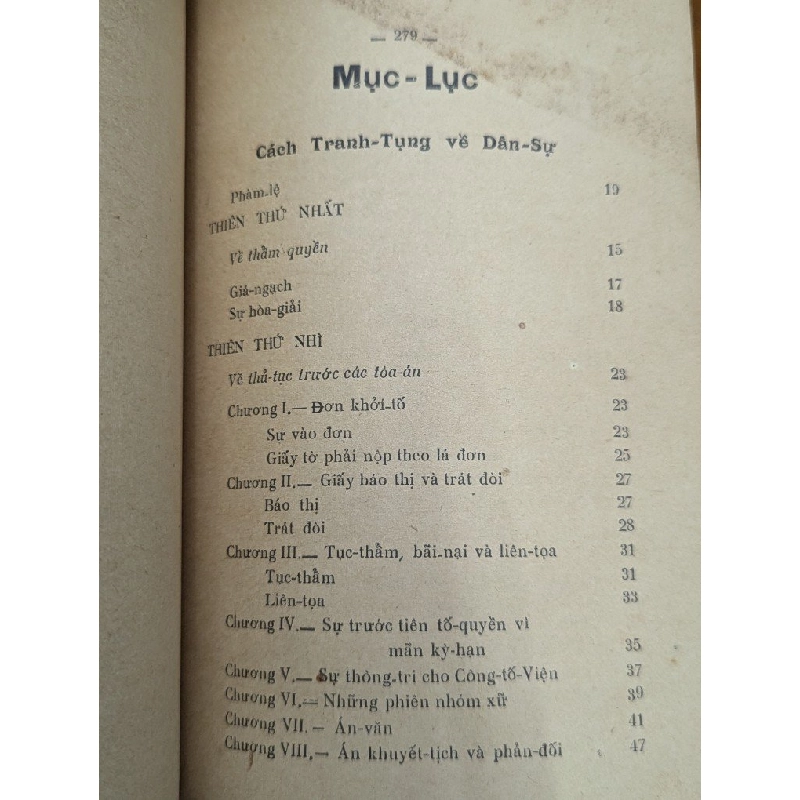 — 279 —
Mục-Lục
Cách Tranh-Tụng về Dân-Sự
Phàm-lệ 10
THIÊN THỨ NHẤT
Về thẩm quyền 15
Giá-ngạch 17
Sự hòa-giải 18
THIÊN THỨ NHÌ
Về thủ-tục trước các tòa-án 23
Chương I.— Đơn khởi-tố 23
Sự vào đơn 23
Giấy tờ phải nộp theo lá đơn 25
Chương II.— Giấy báo thị và trát đòi 27
Báo thị 27
Trát đòi 28
Chương III.— Tục-thẩm, bãi-nại và liên-tọa 31
Tục-thẩm 31
Liên-tọa 33
Chương IV.— Sự trước tiên tố-quyền vì
mãn kỳ-hạn 35
Chương V.— Sự thông-tri cho Công-tố-Viện 37
Chương VI.— Những phiên nhóm xử 39
Chương VII. — Án-văn 41
Chương VIII.— Án khuyết-tịch và phản-đối 47